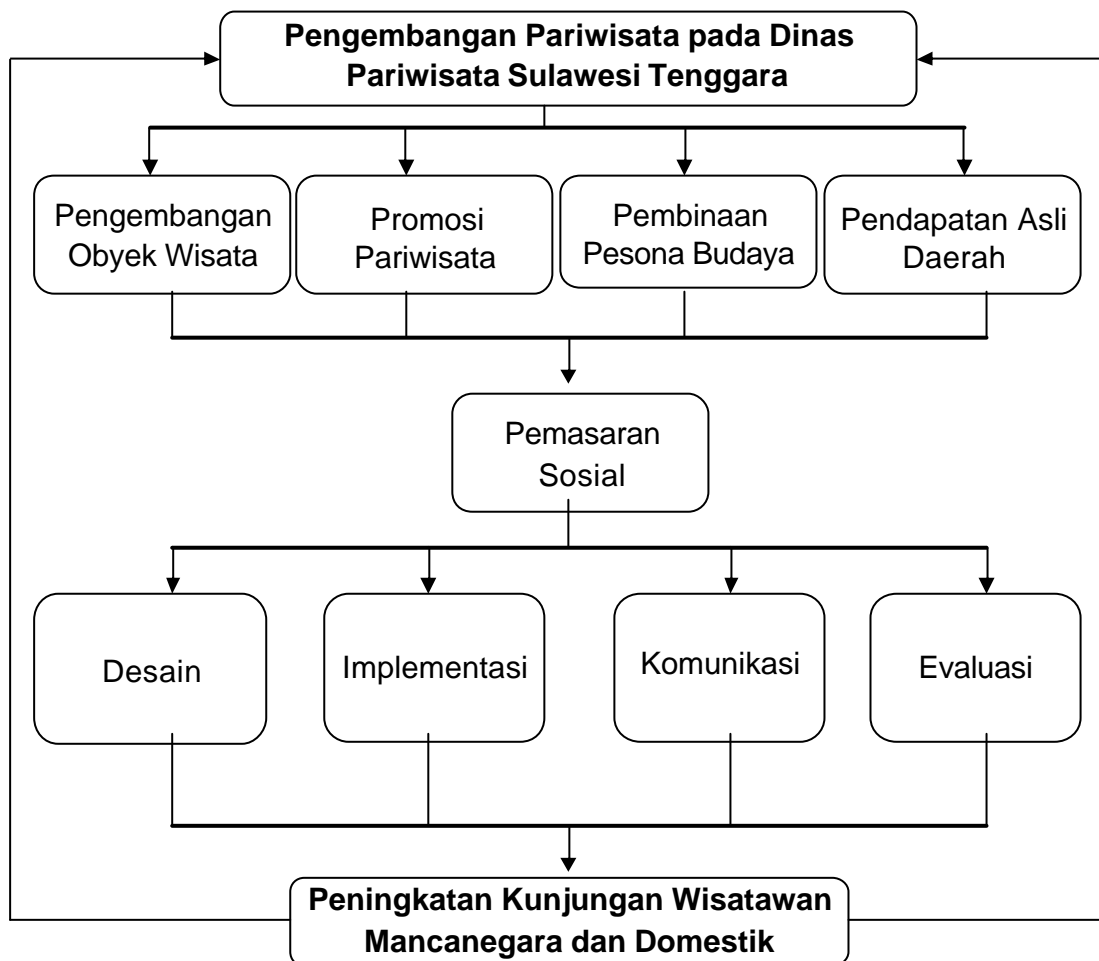 Pengembangan Pariwisata pada Dinas
Pariwisata Sulawesi Tenggara
Pengembangan
Obyek Wisata
Promosi
Pariwisata
Pembinaan
Pesona Budaya
Pendapatan Asli
Daerah
Pemasaran
Sosial
Desain
Implementasi
Komunikasi
Evaluasi
Peningkatan Kunjungan Wisatawan
Mancanegara dan Domestik